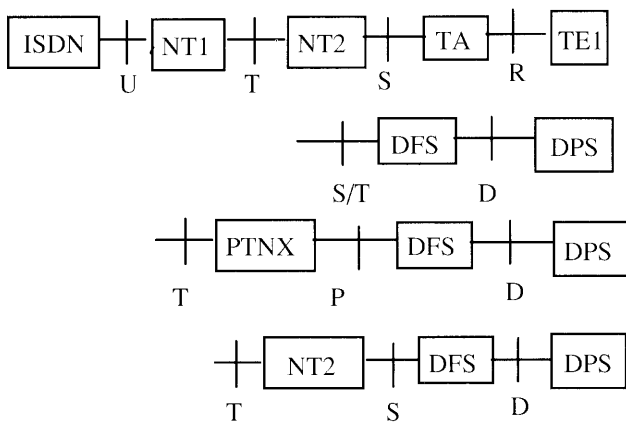 ISDN NT1 NT2 TA TE1
U T S R
DFS DPS
S/T D
PTNX DFS DPS
T P D
NT2 DFS DPS
T S D